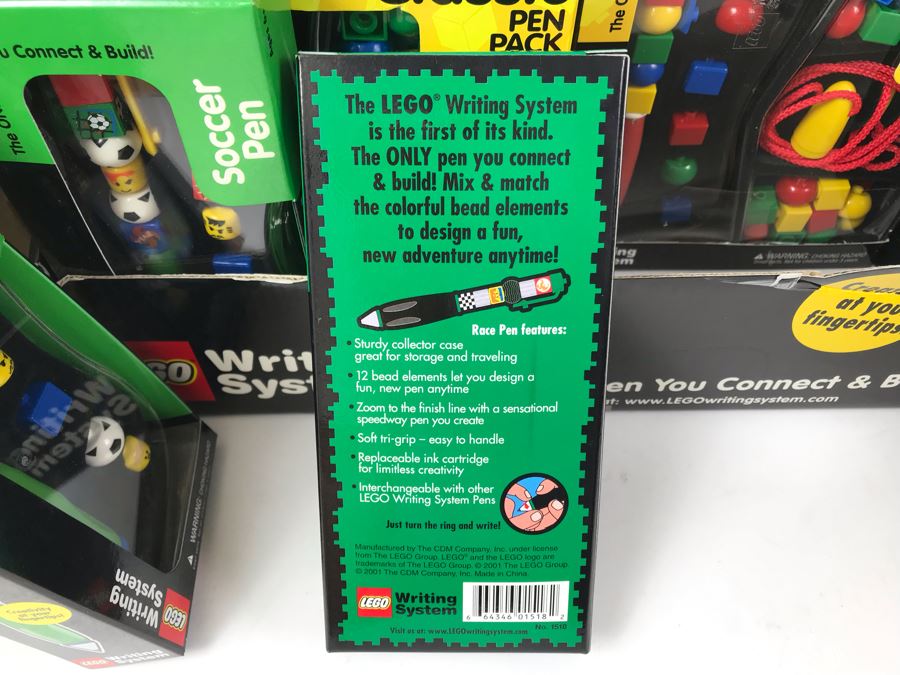 PEN
PACK
u Connect & Build!
Soccer
Pen
The LEGO® Writing System
is the first of its kind.
The ONLY pen you connect
& build! Mix & match
the colorful bead elements
to design a fun,
new adventure anytime!
Race Pen features:
• Sturdy collector case
great for storage and traveling
• 12 bead elements let you design a
fun, new pen anytime
• Zoom to the finish line with a sensational
speedway pen you create
• Soft tri-grip – easy to handle
• Replaceable ink cartridge
for limitless creativity
• Interchangeable with other
LEGO Writing System Pens
Just turn the ring and write!
Manufactured by The CDM Company, Inc. under license
from The LEGO Group. LEGO® and the LEGO logo are
trademarks of The LEGO Group. © 2001 The LEGO Group.
© 2001 The CDM Company, Inc. Made in China.
LEGO Writing
System
6 64346 01518 2
No. 1518
Visit us at: www.LEGOwritingsystem.com
WARNING: CHOKING HAZARD
at you
fingertips
en You Connect & B
www.LEGOwritingsystem.com
Writing
System
LEGO
Creativity
at your
fingertips!